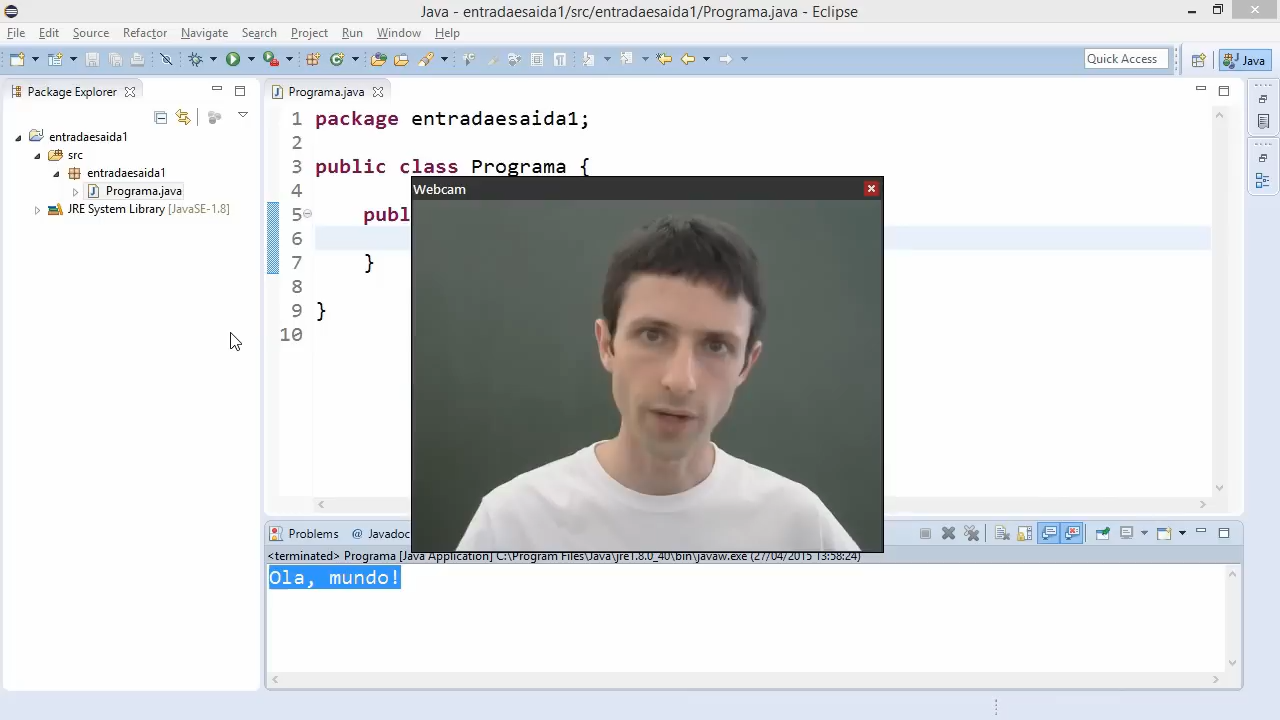 Java - entradaesaida1/src/entradaesaida1/Programa.java - Eclipse
File Edit Source Refactor Navigate Search Project Run Window Help
Quick Access
Java
Package Explorer
Programa.java
entradaesaida1
src
entradaesaida1
Programa.java
JRE System Library [JavaSE-1.8]
1 package entradaesaida1;
2
3 public class Programa {
4
5 publ
6
7 }
8
9 }
10
Webcam
Problems @ Javadoc
<terminated> Programa [Java Application] C:\Program Files\Java\jre1.8.0_40\bin\javaw.exe (27/04/2015 13:58:24)
Ola, mundo!